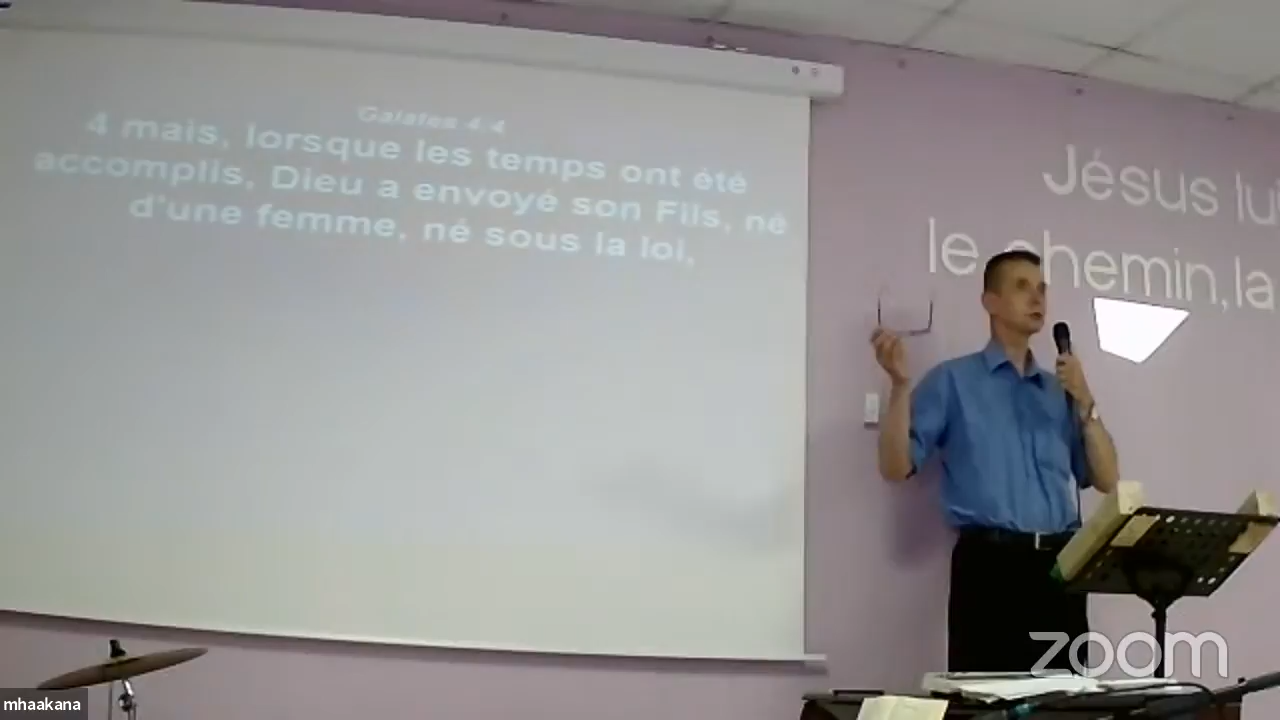 Galates 4:4
4 mais, lorsque les temps ont été
accomplis, Dieu a envoyé son Fils, né
d'une femme, né sous la loi,
Jésus lu
le chemin,la
zoom
mhaakana